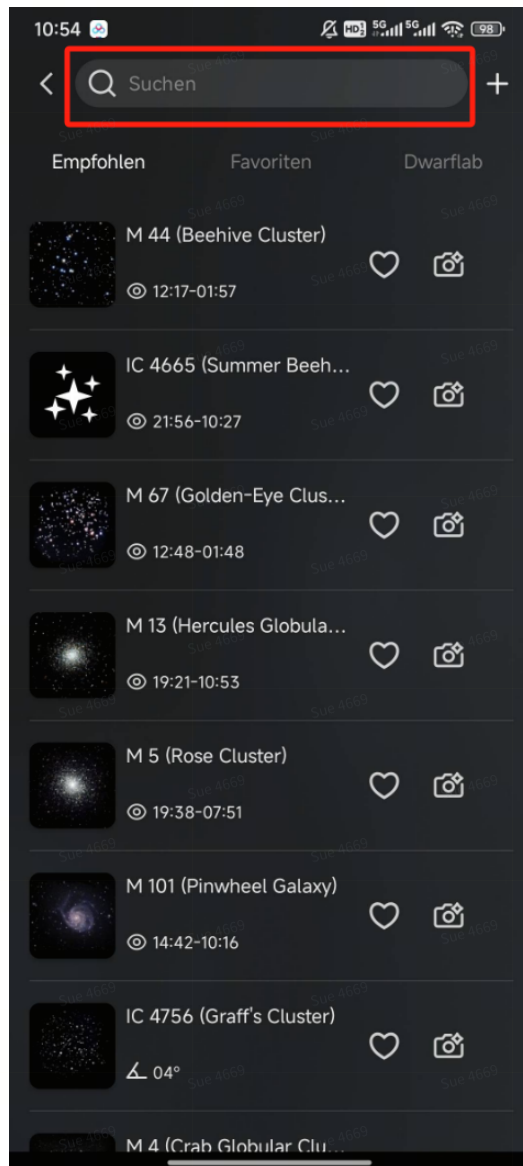 10:54
HD 5G 5G 98
Suchen
Empfohlen Favoriten Dwarflab
M 44 (Beehive Cluster)
12:17-01:57
IC 4665 (Summer Beeh...
21:56-10:27
M 67 (Golden-Eye Clus...
12:48-01:48
M 13 (Hercules Globula...
19:21-10:53
M 5 (Rose Cluster)
19:38-07:51
M 101 (Pinwheel Galaxy)
14:42-10:16
IC 4756 (Graff's Cluster)
04°
M 4 (Crab Globular Clu...
Sue 4669